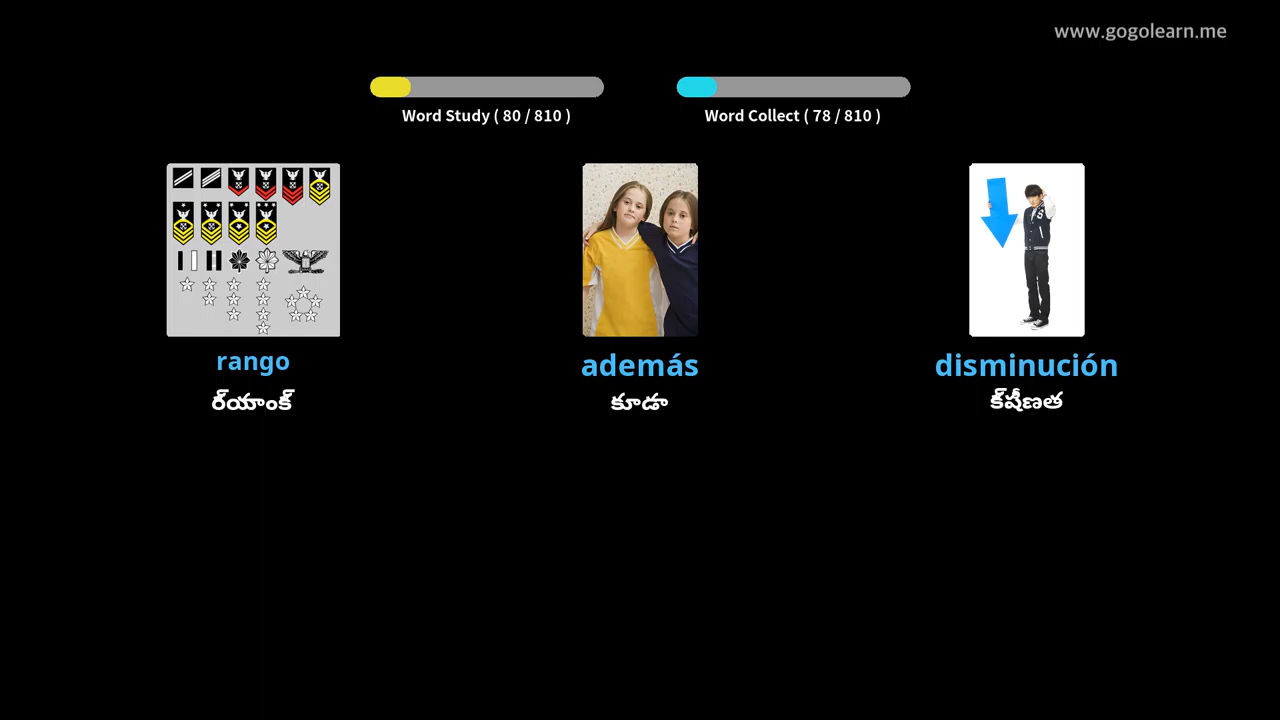 www.gogolearn.me
Word Study ( 80 / 810 )
Word Collect ( 78 / 810 )
rango
ర్‌యాంక్
además
కూడా
disminución
క్‌షీణత